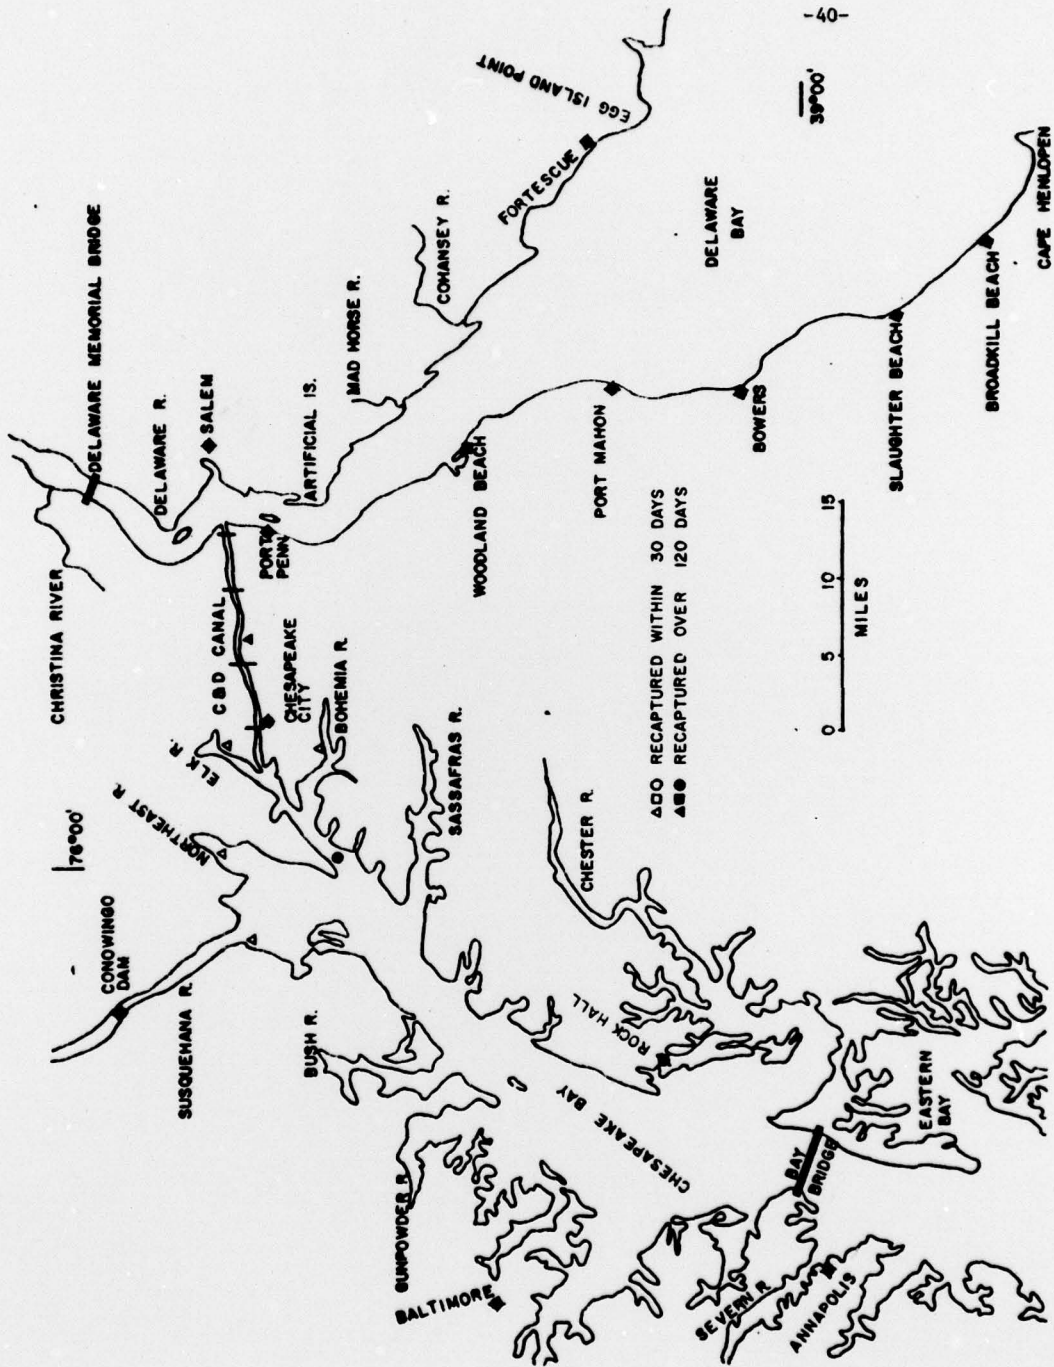 -40-
CHRISTINA RIVER
DELAWARE MEMORIAL BRIDGE
DELAWARE R.
SALEM
ARTIFICIAL IS.
MAD HORSE R.
COHANSEY R.
FORTESCUE
EGG ISLAND POINT
39°00'
76°00'
CONOWINGO
DAM
SUSQUEHANA R.
NORTHEAST R.
ELK R.
C&D CANAL
CHESAPEAKE
CITY
PORT
PENN
BOHEMIA R.
SASSAFRAS R.
WOODLAND BEACH
PORT MAHON
BOWERS
DELAWARE
BAY
SLAUGHTER BEACH
BROADKILL BEACH
CAPE HENLOPEN
BUSH R.
GUNPOWDER R.
BALTIMORE
CHESAPEAKE BAY
ROCK HALL
CHESTER R.
RECAPTURED WITHIN 30 DAYS
RECAPTURED OVER 120 DAYS
0 5 10 15
MILES
SEVERN R.
ANNAPOLIS
BAY
BRIDGE
EASTERN
BAY